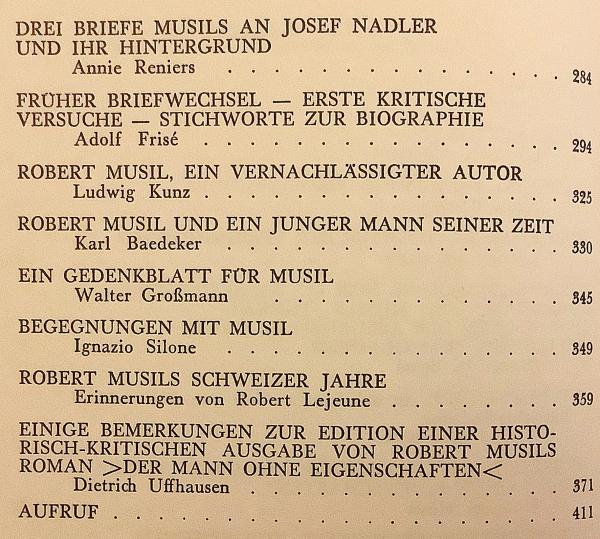 DREI BRIEFE MUSILS AN JOSEF NADLER
UND IHR HINTERGRUND
Annie Reniers . . . . . . . . . . . . . 284
FRÜHER BRIEFWECHSEL — ERSTE KRITISCHE
VERSUCHE — STICHWORTE ZUR BIOGRAPHIE
Adolf Frisé . . . . . . . . . . . . . . 294
ROBERT MUSIL, EIN VERNACHLÄSSIGTER AUTOR
Ludwig Kunz . . . . . . . . . . . . . . 325
ROBERT MUSIL UND EIN JUNGER MANN SEINER ZEIT
Karl Baedeker . . . . . . . . . . . . . 330
EIN GEDENKBLATT FÜR MUSIL
Walter Großmann . . . . . . . . . . . . 345
BEGEGNUNGEN MIT MUSIL
Ignazio Silone . . . . . . . . . . . . . 349
ROBERT MUSILS SCHWEIZER JAHRE
Erinnerungen von Robert Lejeune . . . . . . . 359
EINIGE BEMERKUNGEN ZUR EDITION EINER HISTO-
RISCH-KRITISCHEN AUSGABE VON ROBERT MUSILS
ROMAN >DER MANN OHNE EIGENSCHAFTEN<
Dietrich Uffhausen . . . . . . . . . . . . 371
AUFRUF . . . . . . . . . . . . . . . . . 411